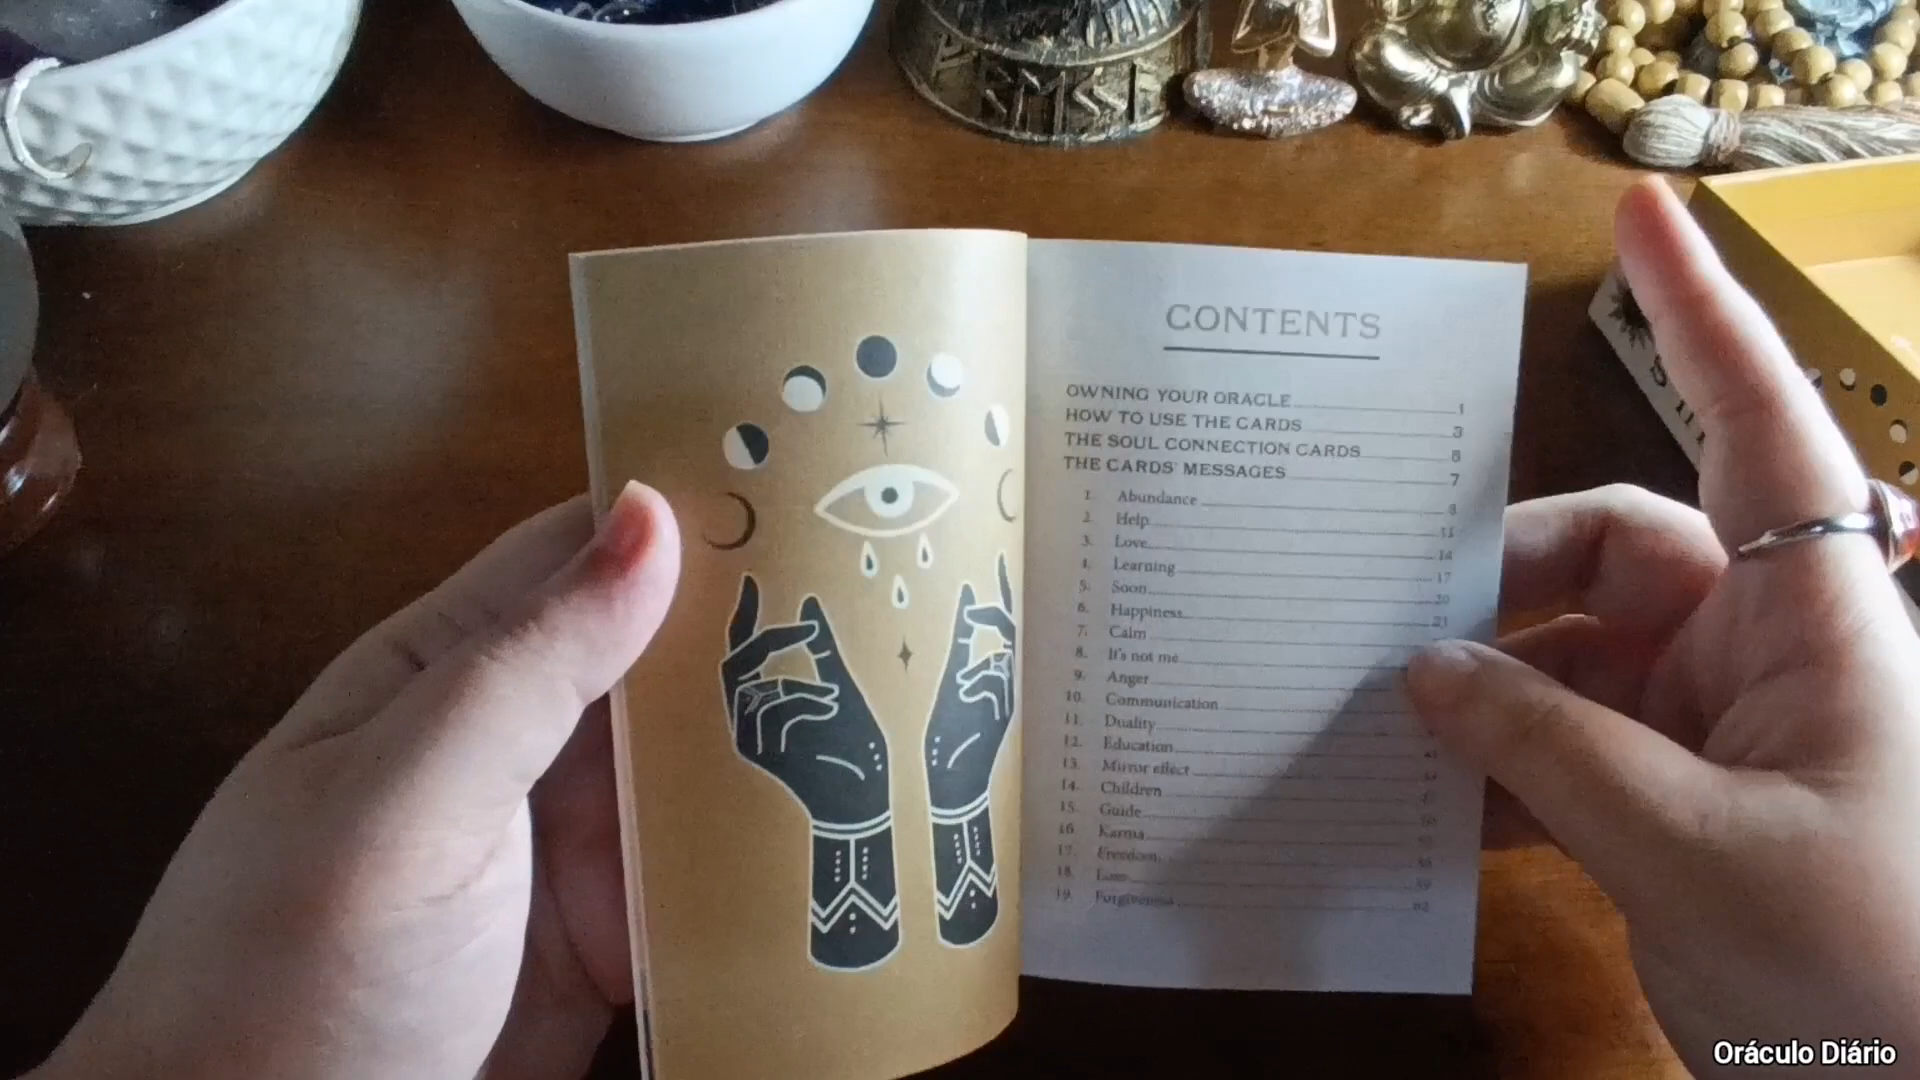 CONTENTS
OWNING YOUR ORACLE 1
HOW TO USE THE CARDS 3
THE SOUL CONNECTION CARDS 6
THE CARDS' MESSAGES 7
1. Abundance 8
2. Help 11
3. Love 14
4. Learning 17
5. Soon 20
6. Happiness 23
7. Calm
8. It's not me
9. Anger
10. Communication
11. Duality
12. Education
13. Mirror effect
14. Children
15. Guide
16. Karma
17. Freedom
18.
19. Forgiveness
Oráculo Diário